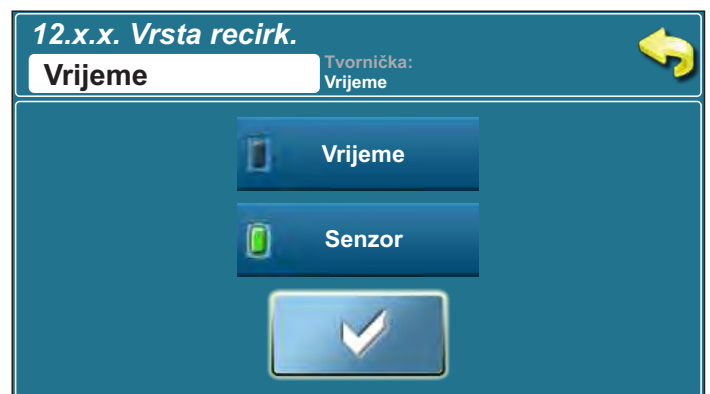 12.x.x. Vrsta recirk.
Vrijeme
Tvornička:
Vrijeme
Vrijeme
Senzor